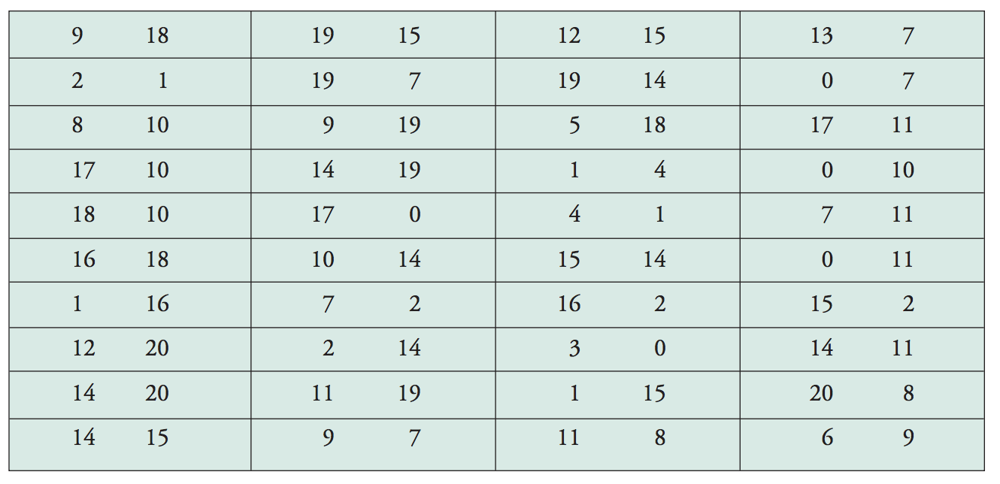 9 18 19 15 12 15 13 7
2 1 19 7 19 14 0 7
8 10 9 19 5 18 17 11
17 10 14 19 1 4 0 10
18 10 17 0 4 1 7 11
16 18 10 14 15 14 0 11
1 16 7 2 16 2 15 2
12 20 2 14 3 0 14 11
14 20 11 19 1 15 20 8
14 15 9 7 11 8 6 9